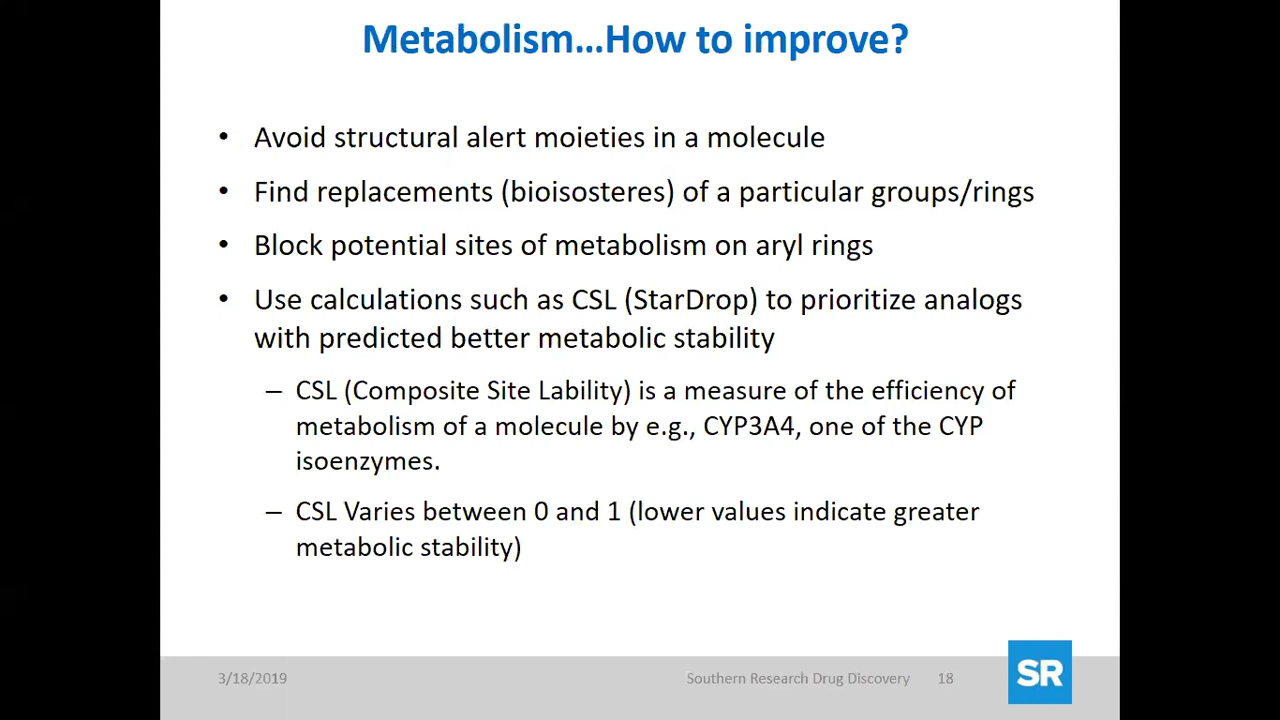 Metabolism…How to improve?
• Avoid structural alert moieties in a molecule
• Find replacements (bioisosteres) of a particular groups/rings
• Block potential sites of metabolism on aryl rings
• Use calculations such as CSL (StarDrop) to prioritize analogs
with predicted better metabolic stability
– CSL (Composite Site Lability) is a measure of the efficiency of
metabolism of a molecule by e.g., CYP3A4, one of the CYP
isoenzymes.
– CSL Varies between 0 and 1 (lower values indicate greater
metabolic stability)
3/18/2019 Southern Research Drug Discovery 18
SR